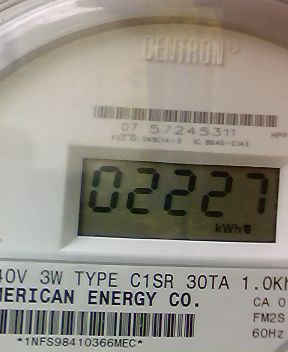 CENTRON®
07 57245311
02227
kWh
40V 3W TYPE C1SR 30TA 1.0Kh
MERICAN ENERGY CO.
CA 0
FM2S
60Hz
*1NFS98410366MEC*